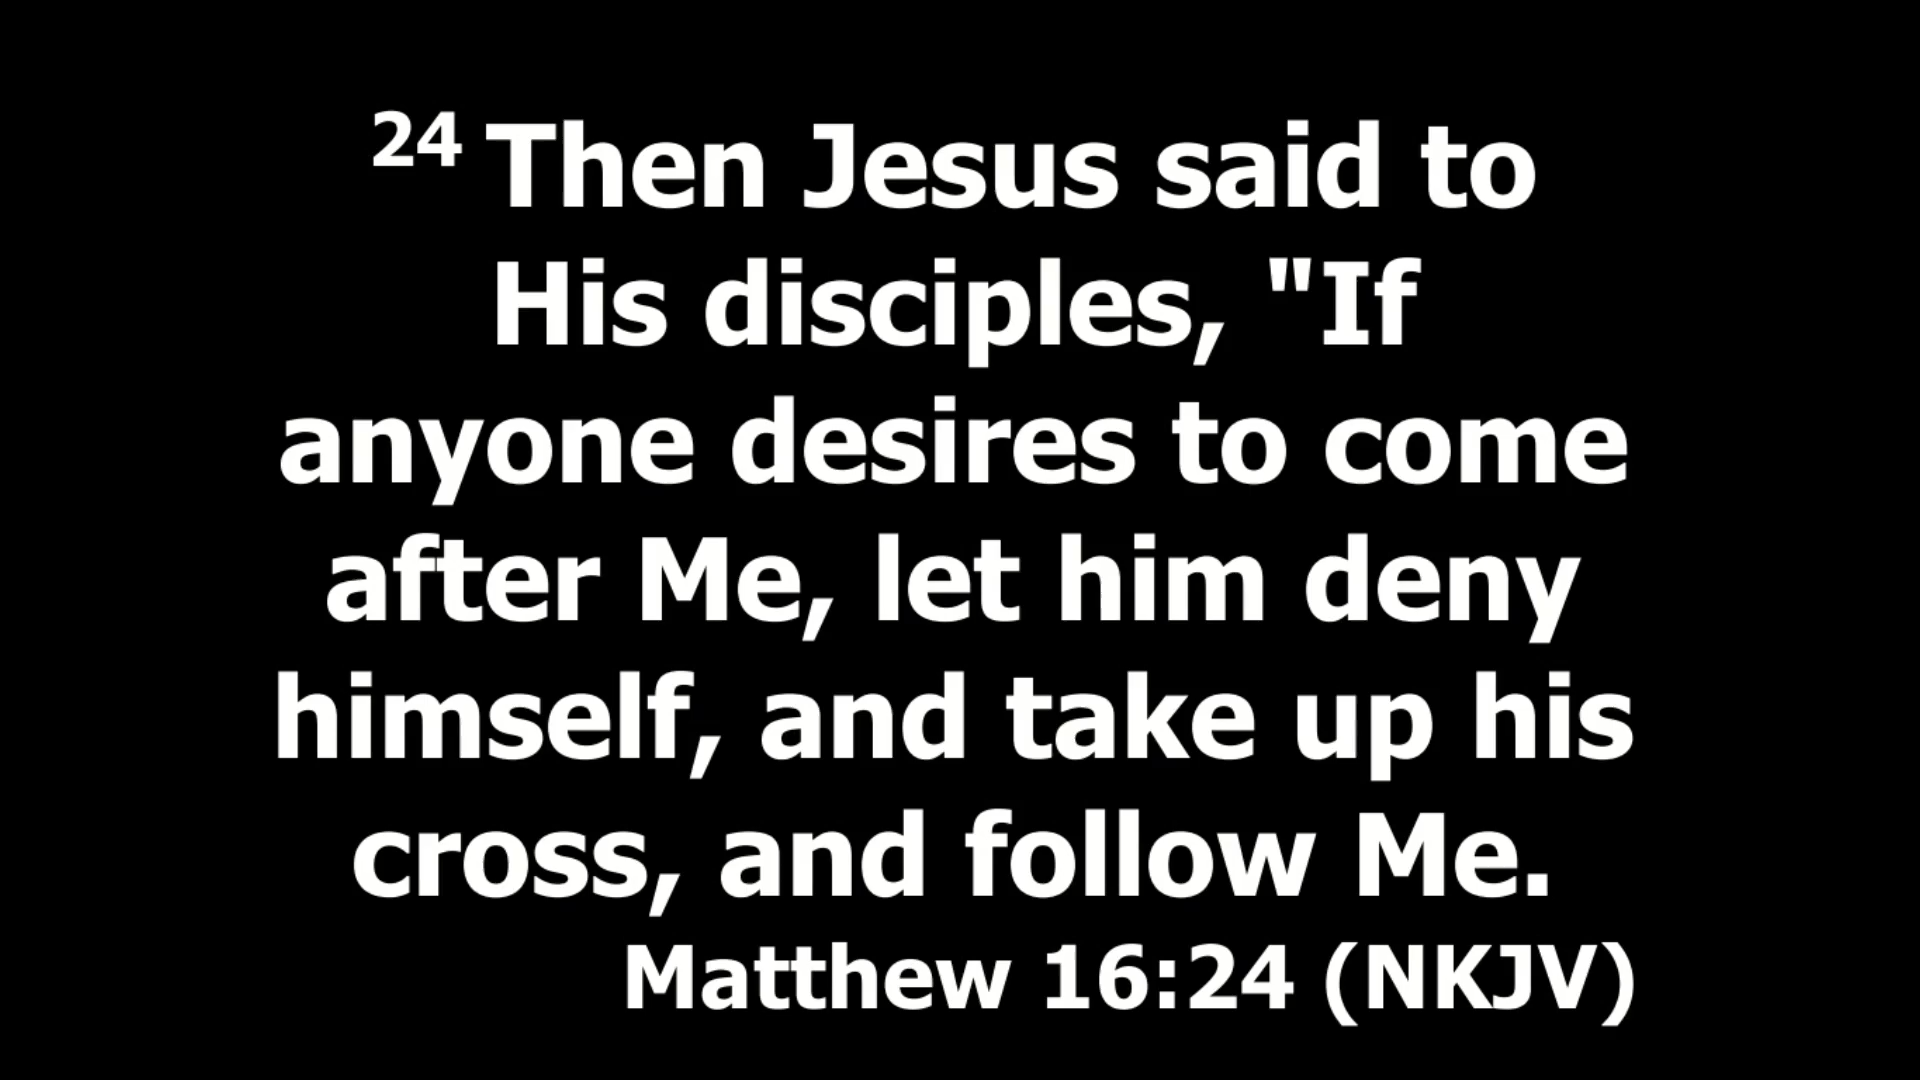 24 Then Jesus said to
His disciples, "If
anyone desires to come
after Me, let him deny
himself, and take up his
cross, and follow Me.
Matthew 16:24 (NKJV)